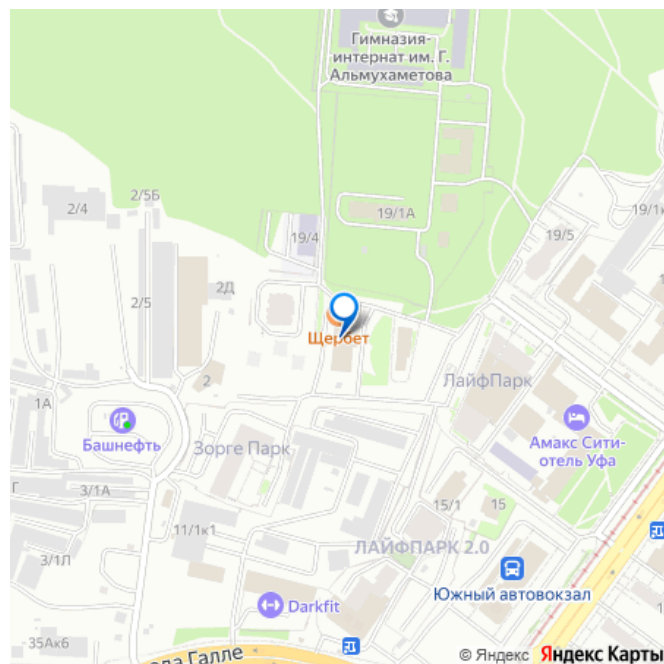 Гимназия-
интернат им. Г.
Альмухаметова
2/5Б
2/4
19/1А
19/1к
19/5
19/4
2Д
2/5
Щербет
ЛайфПарк
2
1А
Башнефть
Амакс Сити-
отель Уфа
Зорге Парк
Г
3/1А
15/1
15
11/1к1
ЛАЙФПАРК 2.0
3/1Л
Южный автовокзал
Darkfit
35Ак6
ода Галле
© Яндекс Яндекс Карты